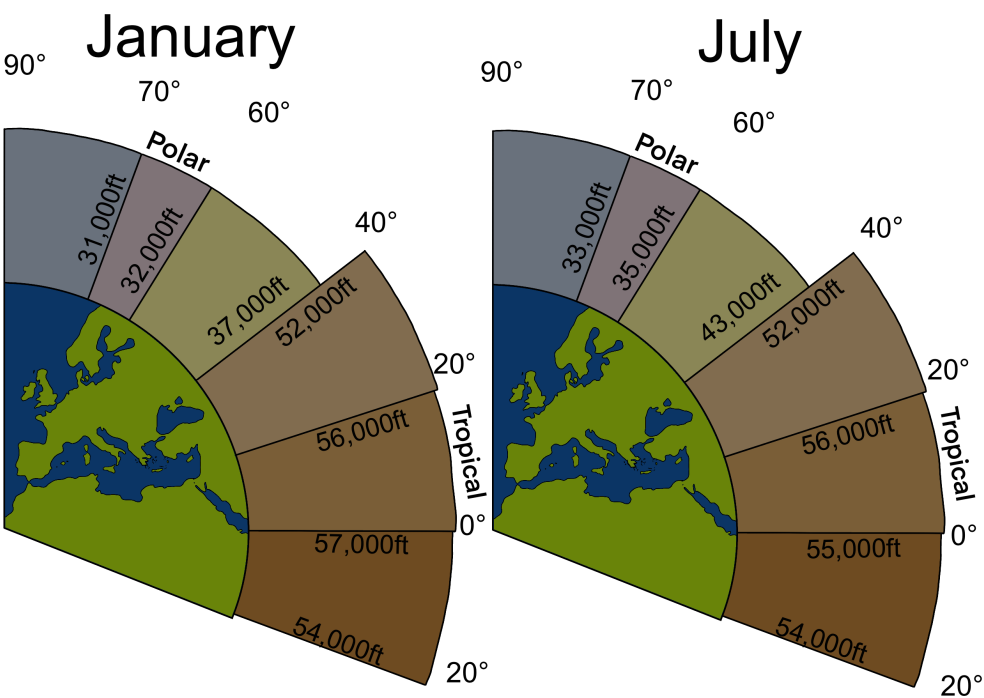 January
90°
70°
60°
Polar
40°
31,000ft
32,000ft
37,000ft
52,000ft
20°
56,000ft
Tropical
0°
57,000ft
54,000ft
20°
July
90°
70°
60°
Polar
40°
33,000ft
35,000ft
43,000ft
52,000ft
20°
56,000ft
Tropical
0°
55,000ft
54,000ft
20°